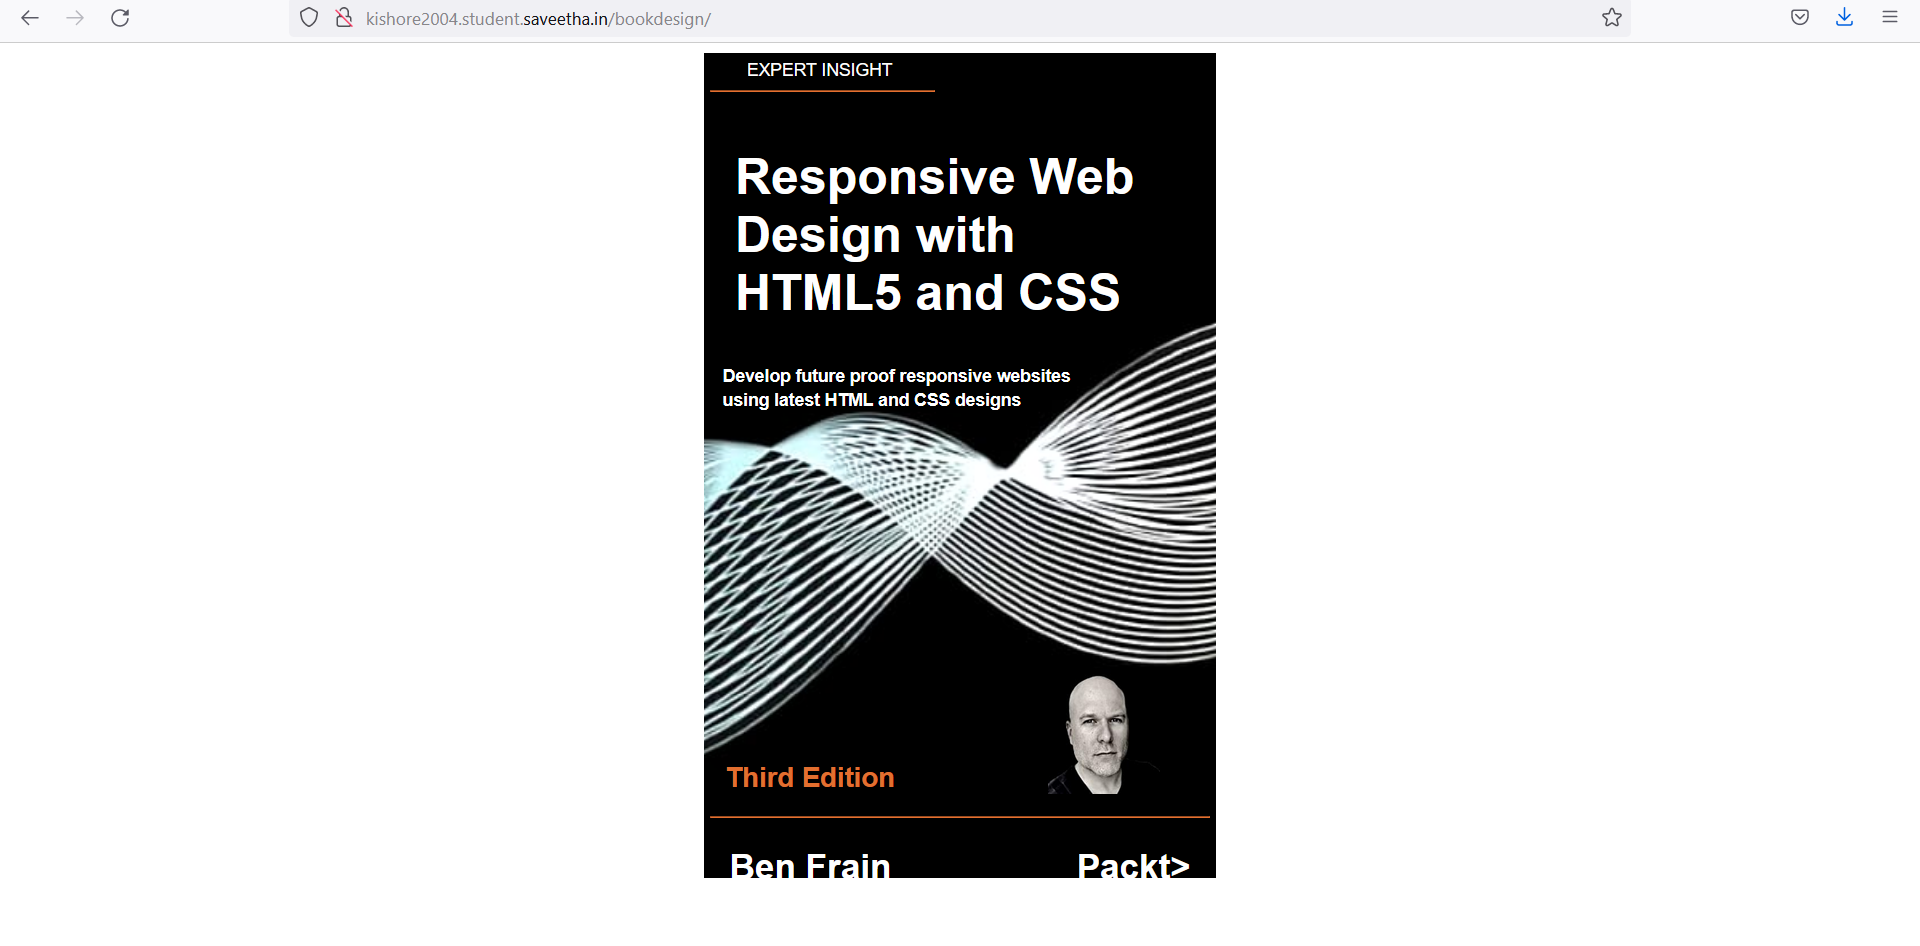 kishore2004.student.saveetha.in/bookdesign/
EXPERT INSIGHT
Responsive Web
Design with
HTML5 and CSS
Develop future proof responsive websites
using latest HTML and CSS designs
Third Edition
Ben Frain
Packt>